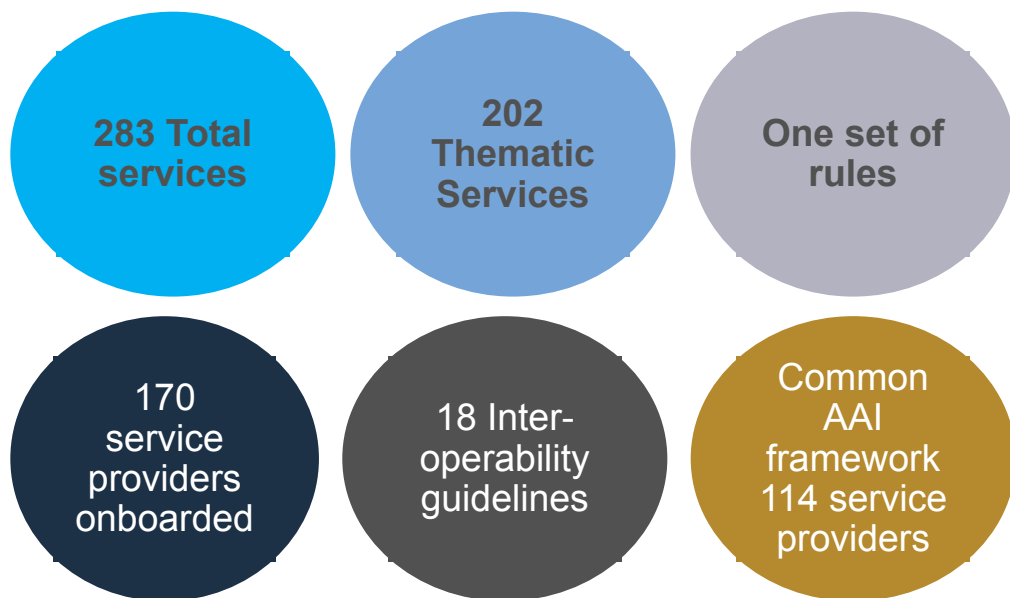 283 Total
services
202
Thematic
Services
One set of
rules
170
service
providers
onboarded
18 Inter-
operability
guidelines
Common
AAI
framework
114 service
providers